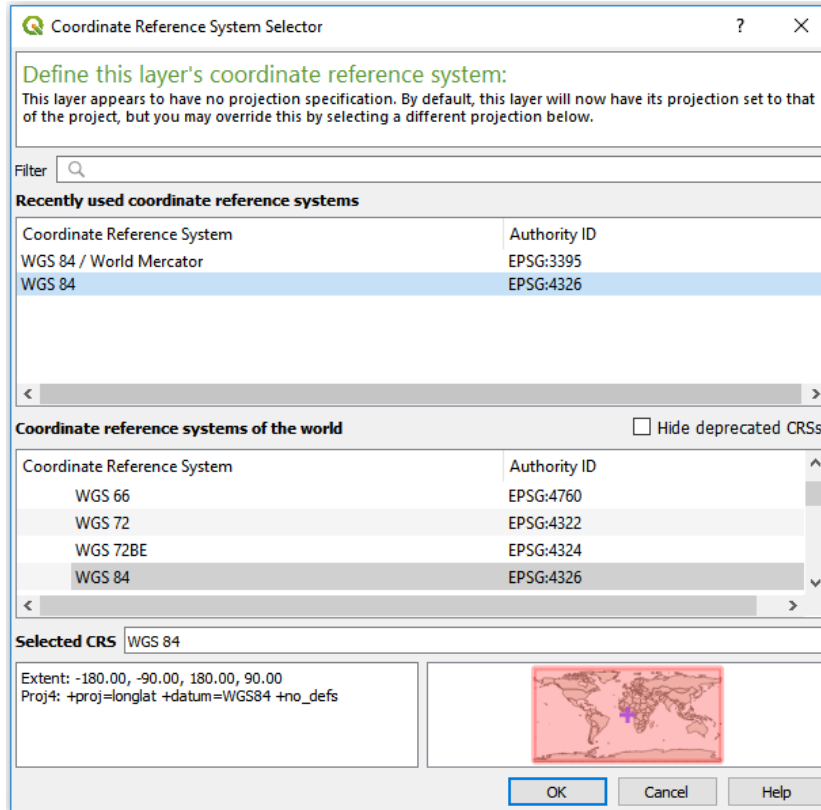 Coordinate Reference System Selector ?
Define this layer's coordinate reference system:
This layer appears to have no projection specification. By default, this layer will now have its projection set to that
of the project, but you may override this by selecting a different projection below.
Filter
Recently used coordinate reference systems
Coordinate Reference System Authority ID
WGS 84 / World Mercator EPSG:3395
WGS 84 EPSG:4326
Coordinate reference systems of the world Hide deprecated CRSs
Coordinate Reference System Authority ID
WGS 66 EPSG:4760
WGS 72 EPSG:4322
WGS 72BE EPSG:4324
WGS 84 EPSG:4326
Selected CRS WGS 84
Extent: -180.00, -90.00, 180.00, 90.00
Proj4: +proj=longlat +datum=WGS84 +no_defs
OK Cancel Help